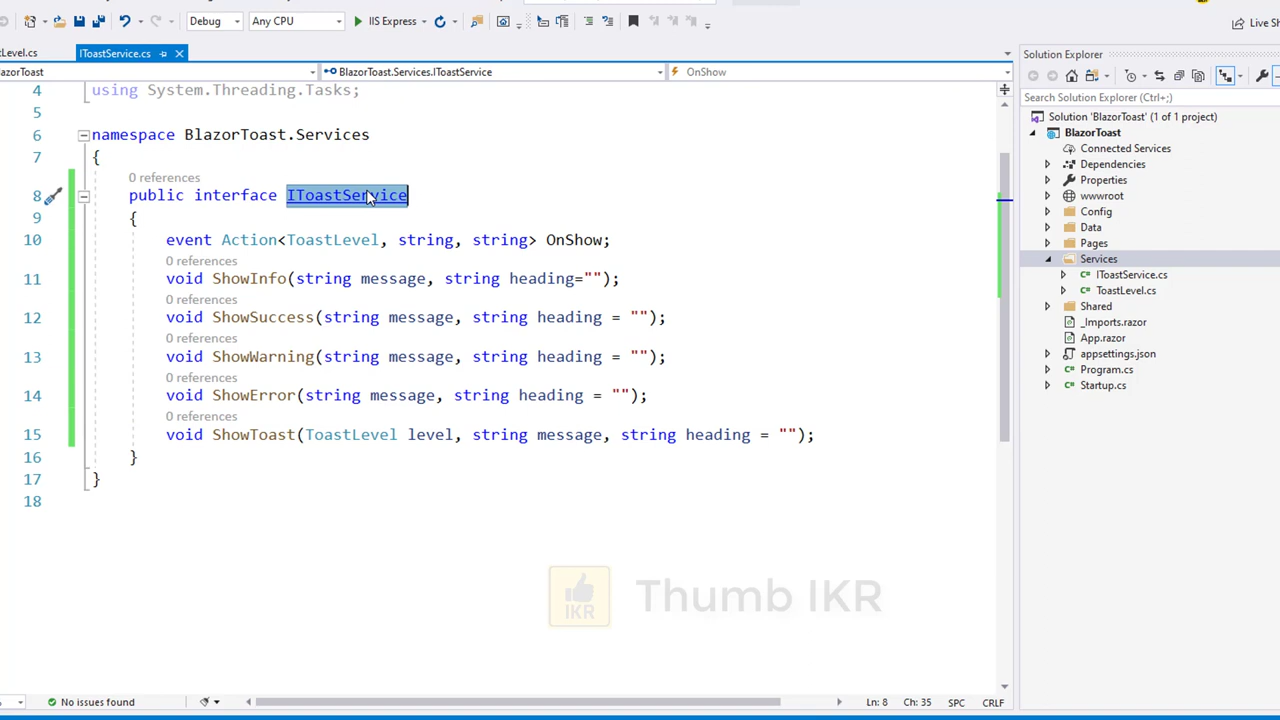 Debug
Any CPU
IIS Express
Live Sh
Level.cs
IToastService.cs
azorToast
BlazorToast.Services.IToastService
OnShow
4 using System.Threading.Tasks;
5
6 namespace BlazorToast.Services
7 {
0 references
8 public interface IToastService
9 {
10 event Action<ToastLevel, string, string> OnShow;
0 references
11 void ShowInfo(string message, string heading="");
0 references
12 void ShowSuccess(string message, string heading = "");
0 references
13 void ShowWarning(string message, string heading = "");
0 references
14 void ShowError(string message, string heading = "");
0 references
15 void ShowToast(ToastLevel level, string message, string heading = "");
16 }
17 }
18
IKR
Thumb IKR
No issues found
Ln: 8
Ch: 35
SPC
CRLF
Solution Explorer
Search Solution Explorer (Ctrl+;)
Solution 'BlazorToast' (1 of 1 project)
BlazorToast
Connected Services
Dependencies
Properties
wwwroot
Config
Data
Pages
Services
IToastService.cs
ToastLevel.cs
Shared
_Imports.razor
App.razor
appsettings.json
Program.cs
Startup.cs